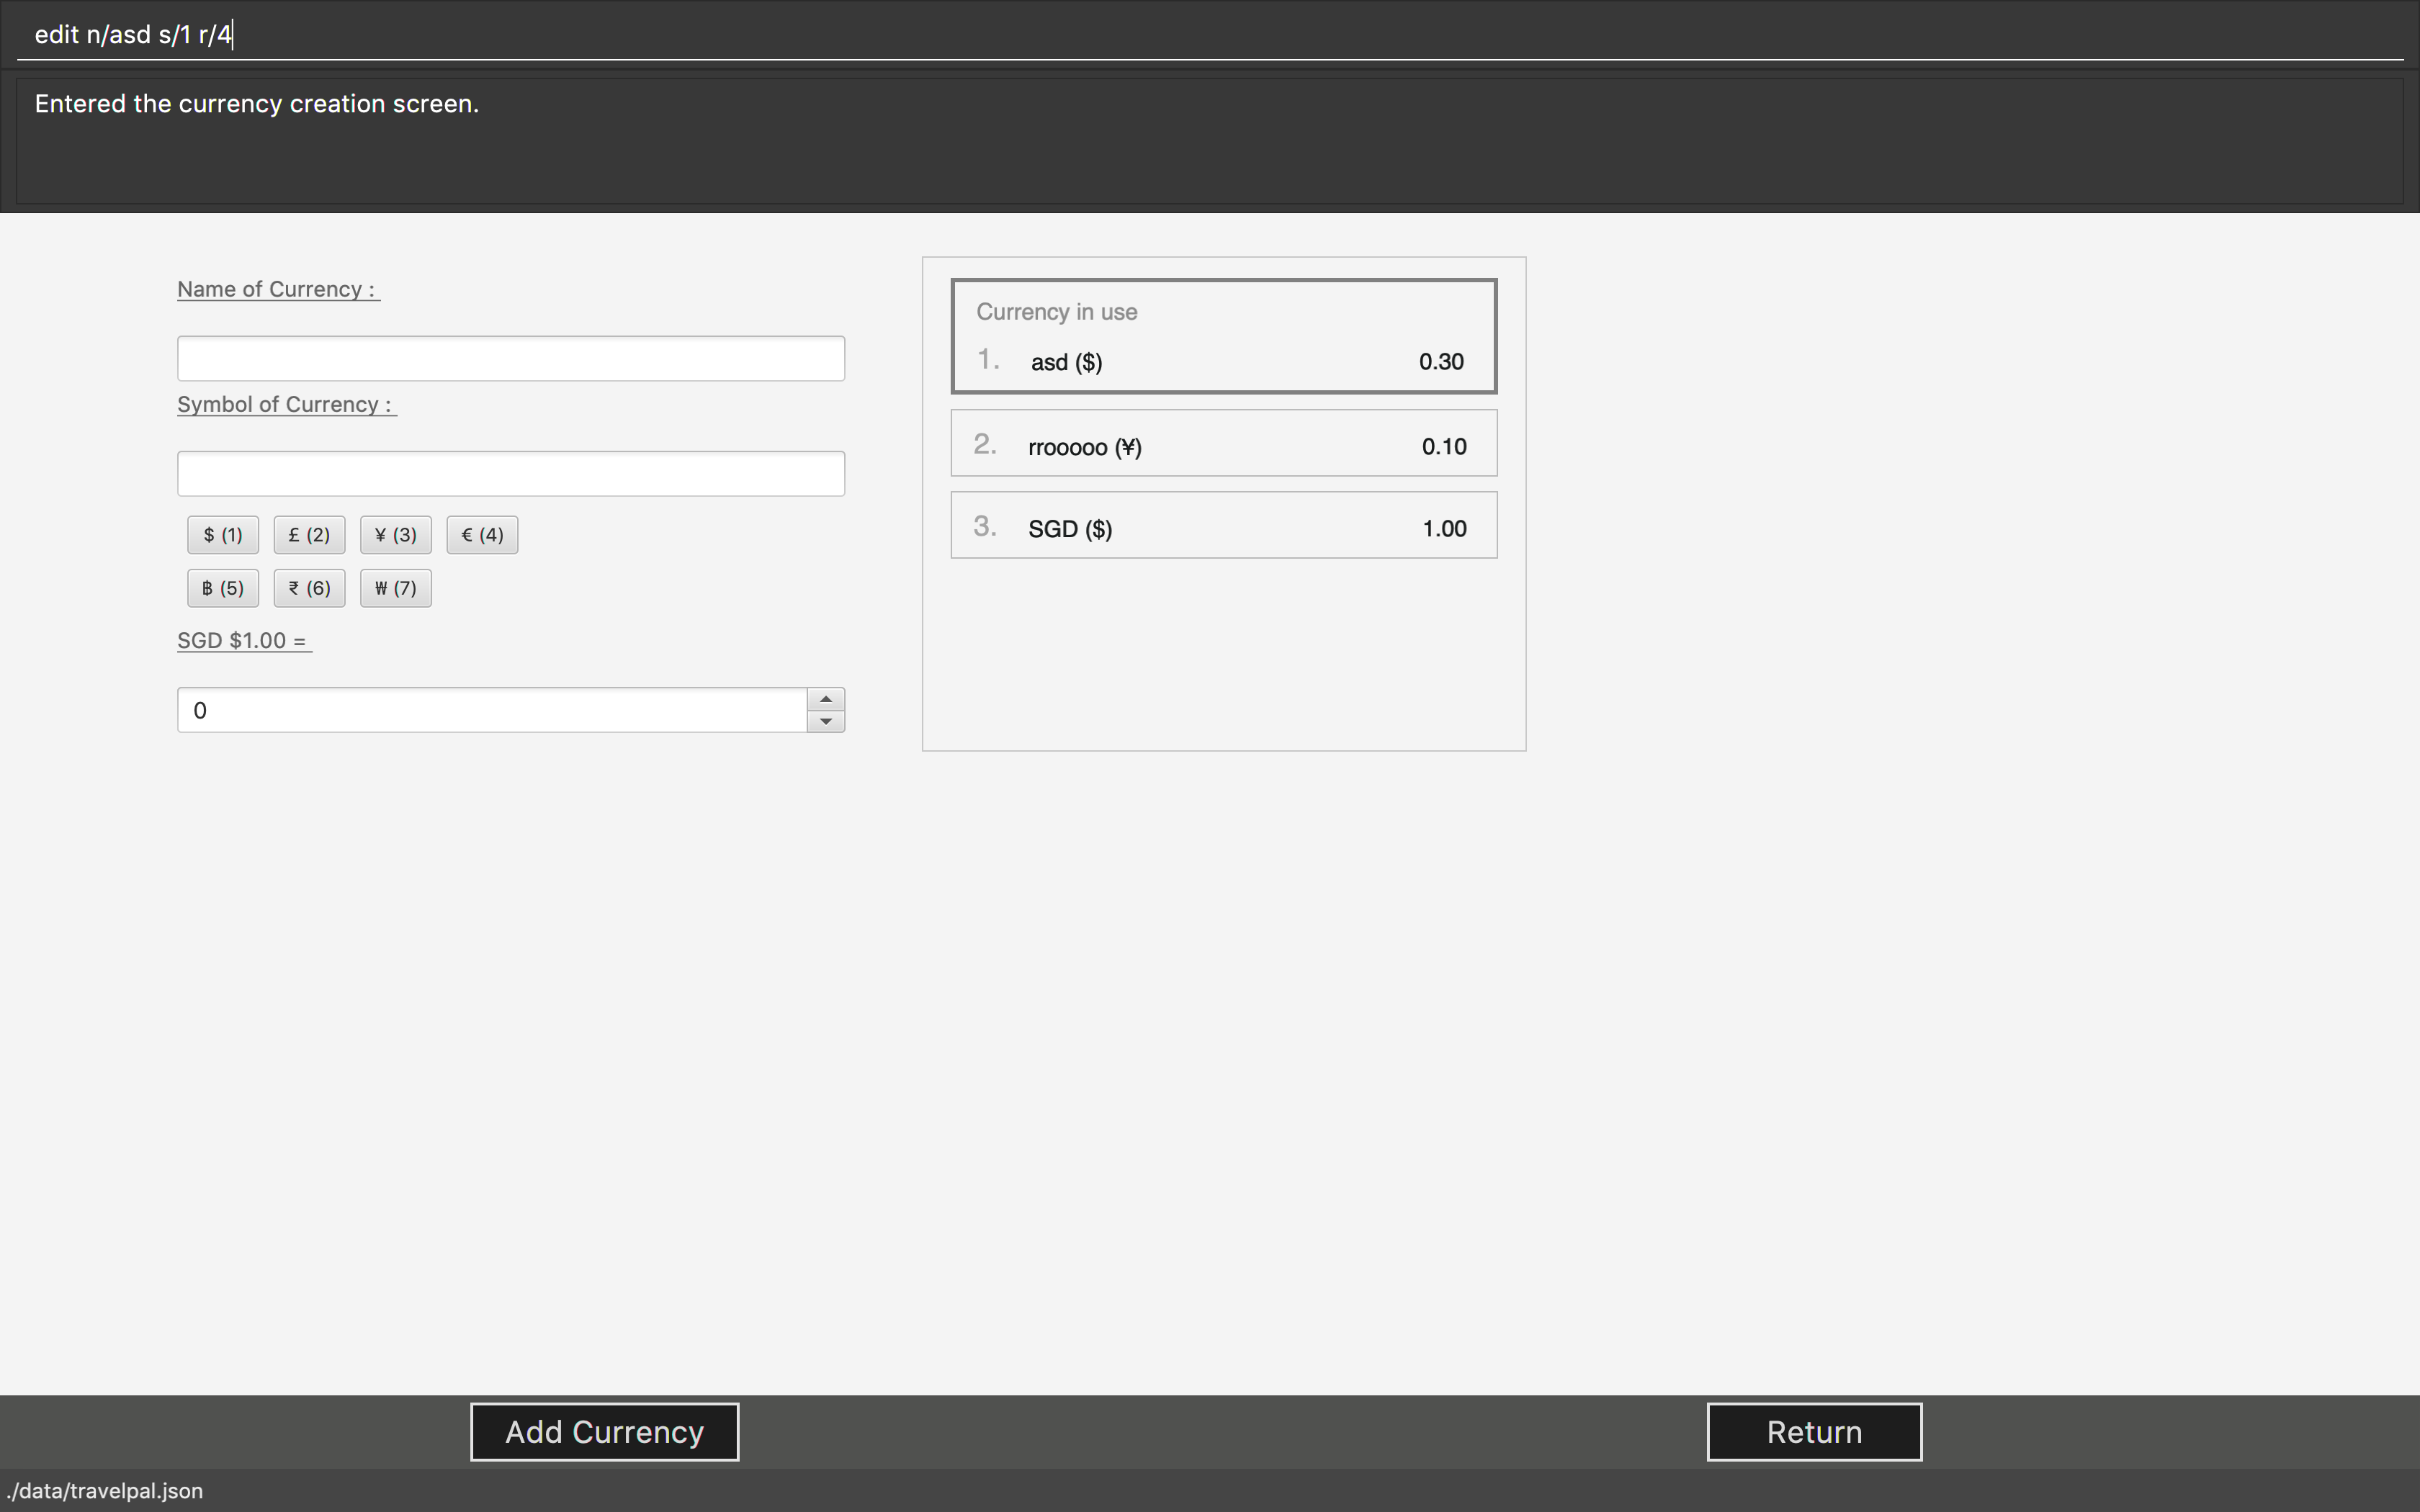 edit n/asd s/1 r/4
Entered the currency creation screen.
Name of Currency :
Symbol of Currency :
$ (1) £ (2) ¥ (3) € (4)
฿ (5) ₹ (6) ₩ (7)
SGD $1.00 =
0
Currency in use
1. asd ($) 0.30
2. rrooooo (¥) 0.10
3. SGD ($) 1.00
Add Currency
Return
./data/travelpal.json